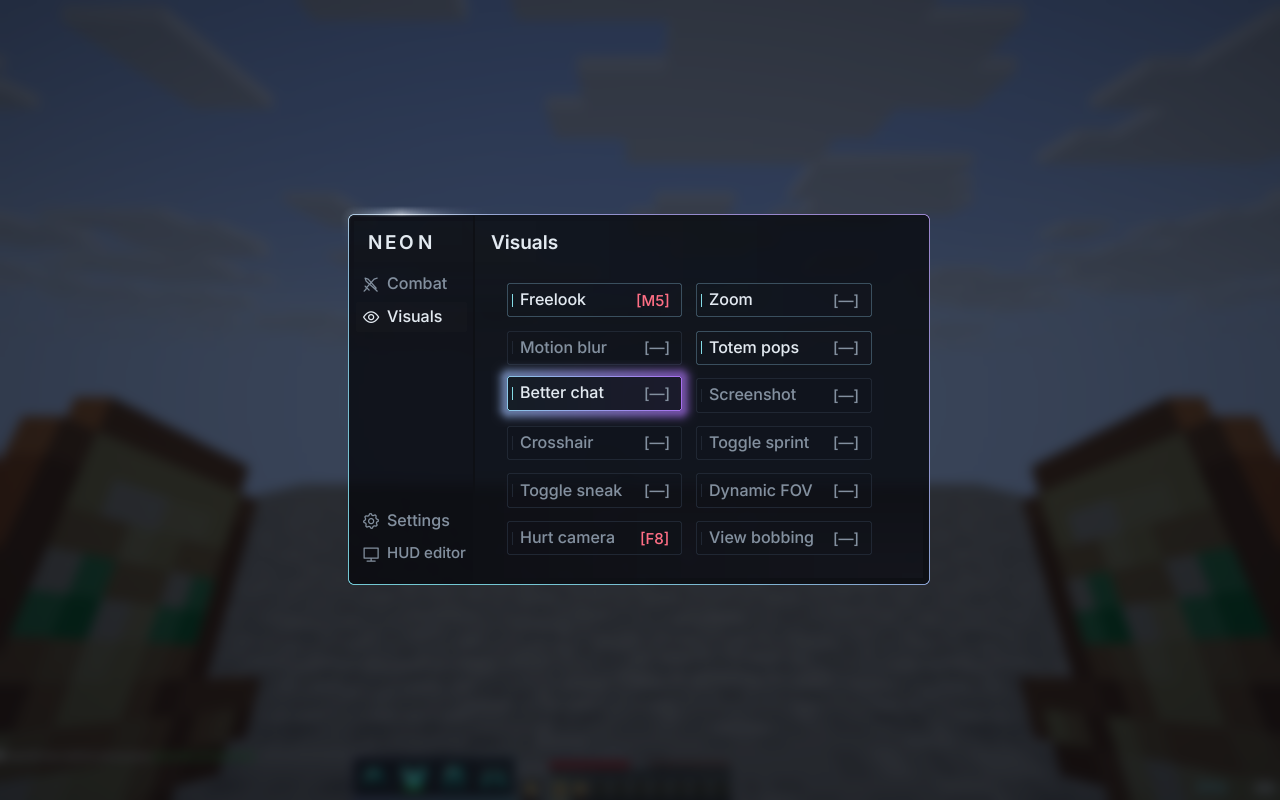 NEON
Combat
Visuals
Settings
HUD editor
Visuals
Freelook [M5]
Zoom [—]
Motion blur [—]
Totem pops [—]
Better chat [—]
Screenshot [—]
Crosshair [—]
Toggle sprint [—]
Toggle sneak [—]
Dynamic FOV [—]
Hurt camera [F8]
View bobbing [—]